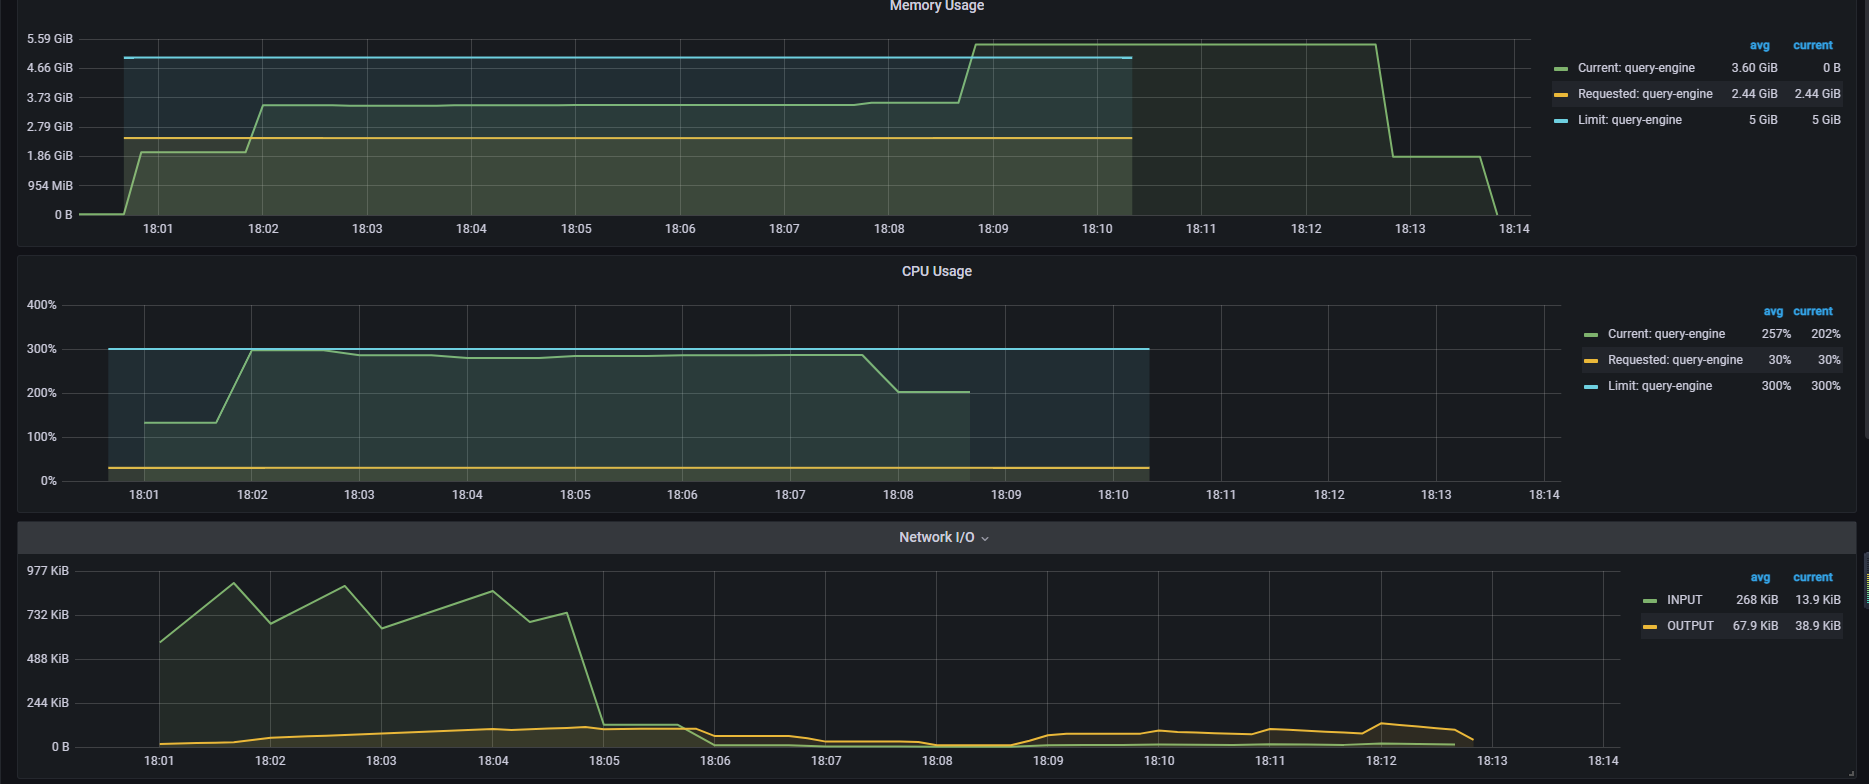 Memory Usage
5.59 GiB
4.66 GiB
3.73 GiB
2.79 GiB
1.86 GiB
954 MiB
0 B
18:01 18:02 18:03 18:04 18:05 18:06 18:07 18:08 18:09 18:10 18:11 18:12 18:13 18:14
avg current
Current: query-engine 3.60 GiB 0 B
Requested: query-engine 2.44 GiB 2.44 GiB
Limit: query-engine 5 GiB 5 GiB
CPU Usage
400%
300%
200%
100%
0%
18:01 18:02 18:03 18:04 18:05 18:06 18:07 18:08 18:09 18:10 18:11 18:12 18:13 18:14
avg current
Current: query-engine 257% 202%
Requested: query-engine 30% 30%
Limit: query-engine 300% 300%
Network I/O
977 KiB
732 KiB
488 KiB
244 KiB
0 B
18:01 18:02 18:03 18:04 18:05 18:06 18:07 18:08 18:09 18:10 18:11 18:12 18:13 18:14
avg current
INPUT 268 KiB 13.9 KiB
OUTPUT 67.9 KiB 38.9 KiB